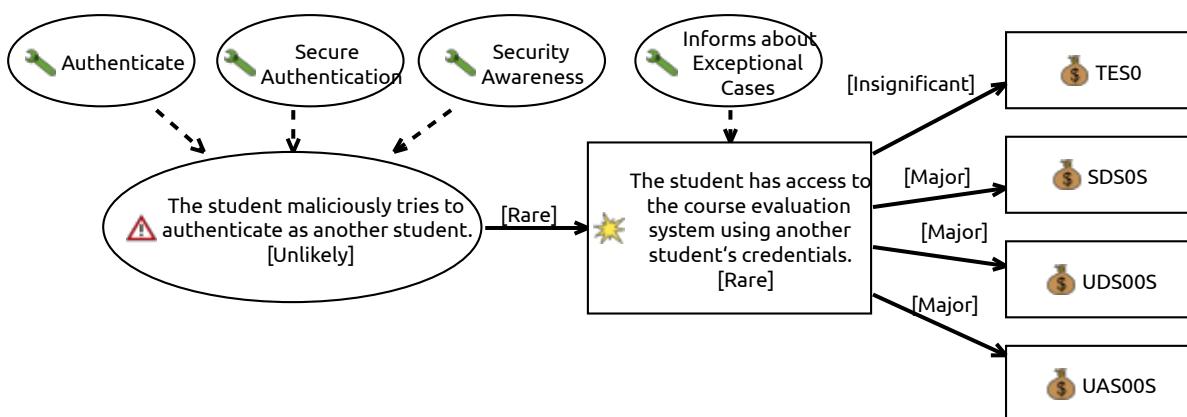 Authenticate
Secure
Authentication
Security
Awareness
Informs about
Exceptional
Cases
The student maliciously tries to
authenticate as another student.
[Unlikely]
[Rare]
The student has access to
the course evaluation
system using another
student‘s credentials.
[Rare]
[Insignificant]
TES0
[Major]
SDS0S
[Major]
UDS00S
[Major]
UAS00S